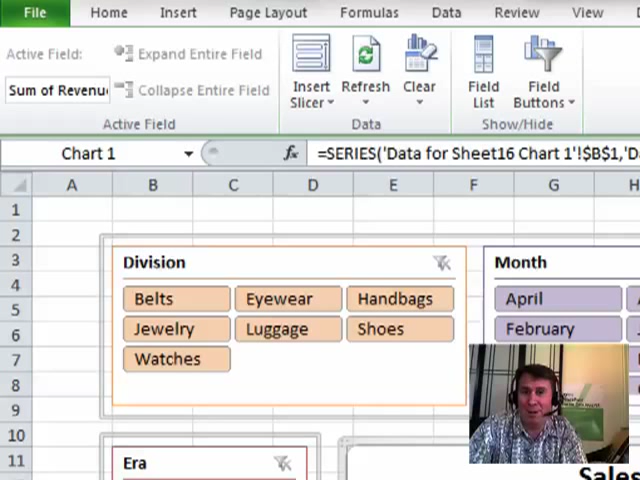 File Home Insert Page Layout Formulas Data Review View
Active Field: Expand Entire Field
Sum of Revenu Collapse Entire Field
Active Field
Insert Slicer
Refresh
Clear
Data
Field List
Field Buttons
Show/Hide
Chart 1 fx =SERIES('Data for Sheet16 Chart 1'!$B$1,'Da
A B C D E F G H
1
2
3
4
5
6
7
8
9
10
11
Division
Belts Eyewear Handbags
Jewelry Luggage Shoes
Watches
Month
April
February
Era
Sales